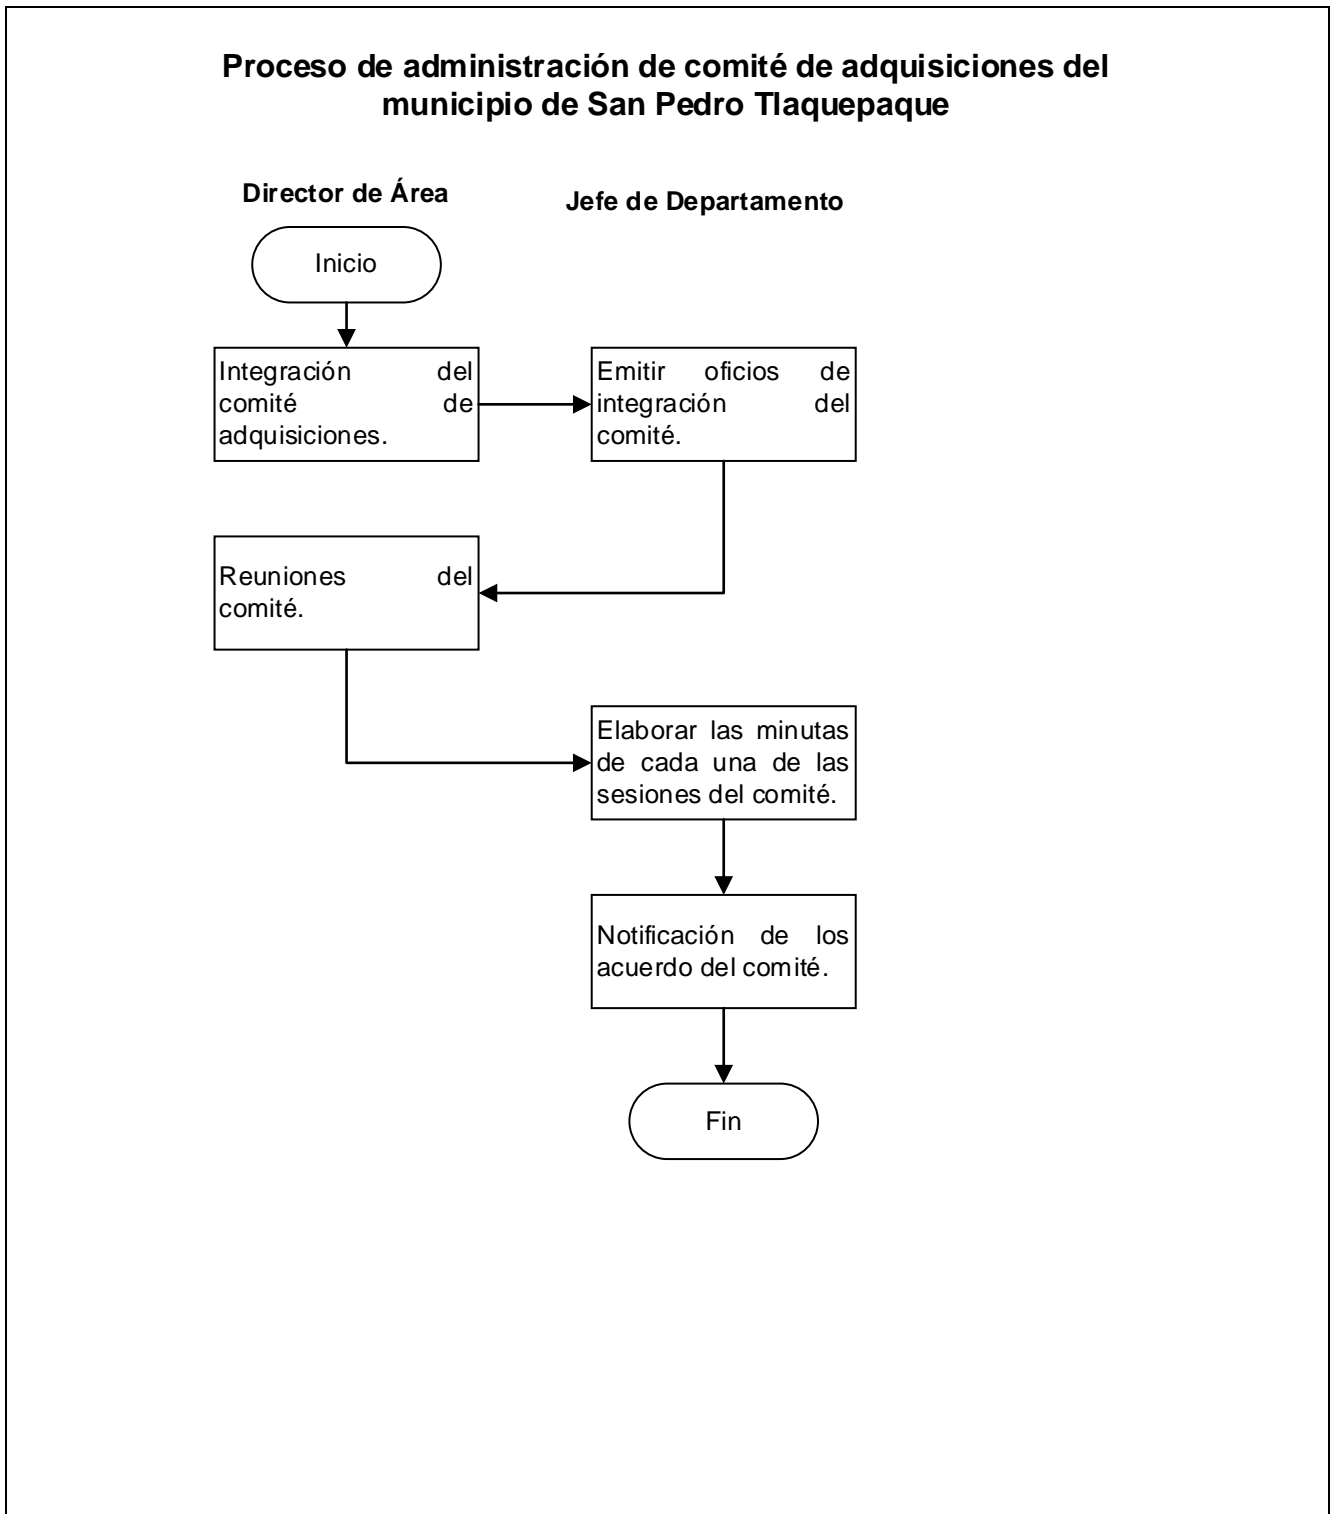 Proceso de administración de comité de adquisiciones del
municipio de San Pedro Tlaquepaque
Director de Área
Jefe de Departamento
Inicio
Integración del
comité de
adquisiciones.
Emitir oficios de
integración del
comité.
Reuniones del
comité.
Elaborar las minutas
de cada una de las
sesiones del comité.
Notificación de los
acuerdo del comité.
Fin